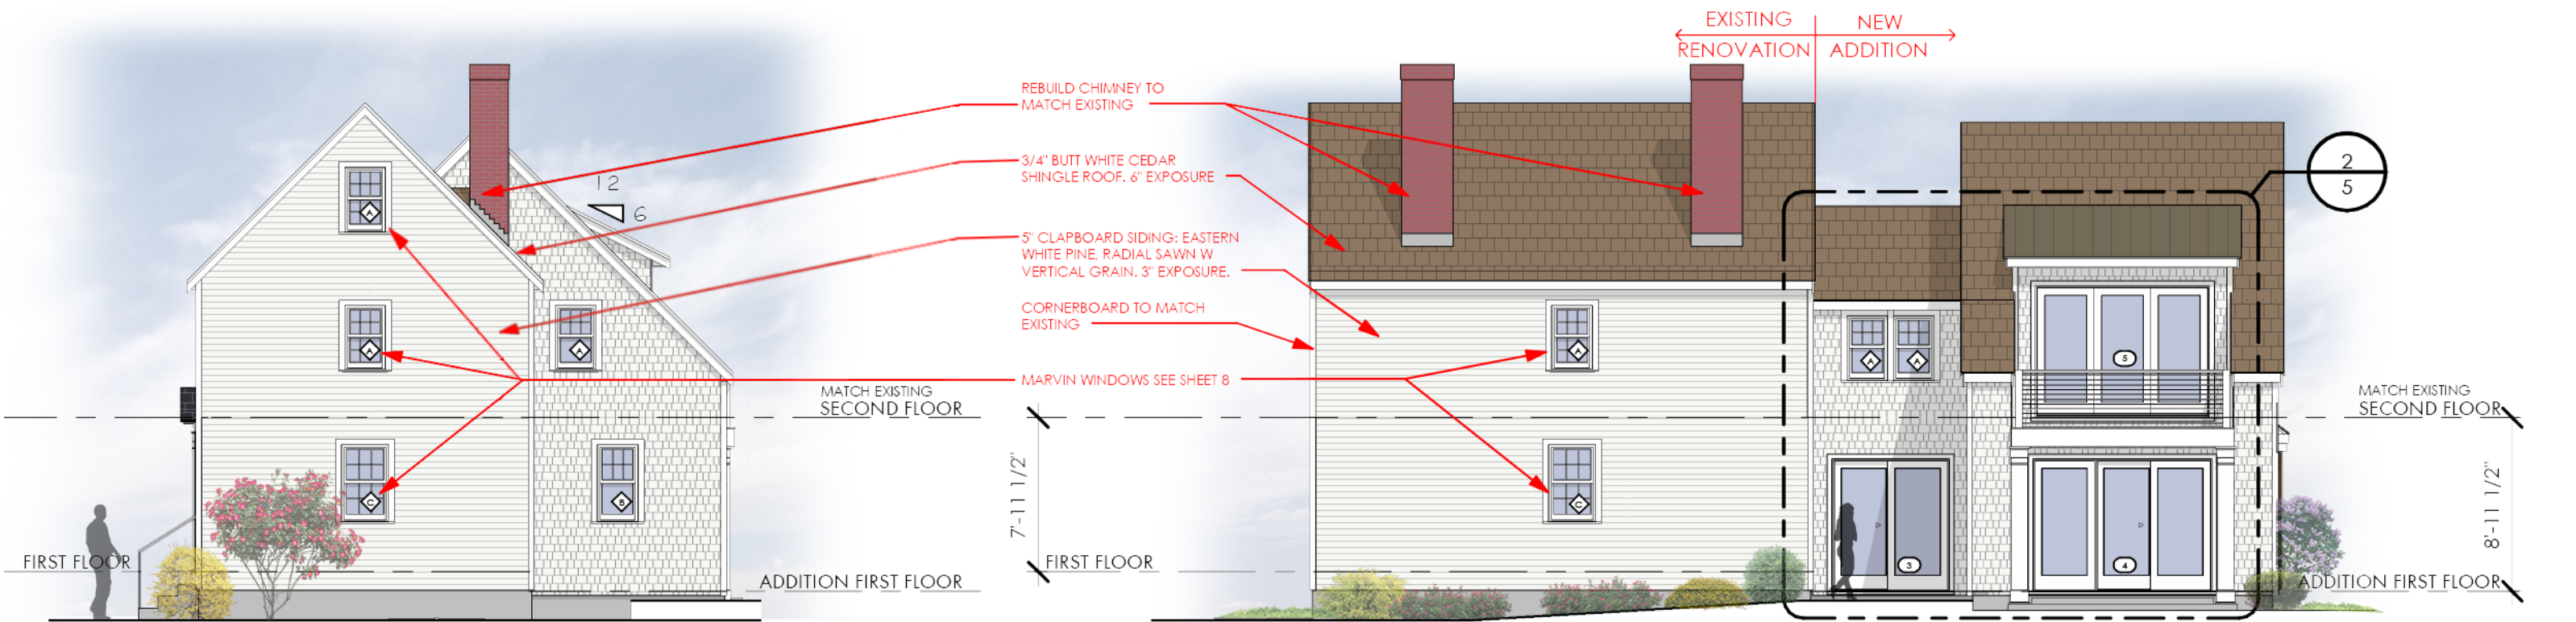 EXISTING
RENOVATION
NEW
ADDITION
REBUILD CHIMNEY TO
MATCH EXISTING
3/4" BUTT WHITE CEDAR
SHINGLE ROOF. 6" EXPOSURE
5" CLAPBOARD SIDING: EASTERN
WHITE PINE, RADIAL SAWN W
VERTICAL GRAIN. 3" EXPOSURE.
CORNERBOARD TO MATCH
EXISTING
MARVIN WINDOWS SEE SHEET 8
12
6
A
A
A
C
B
MATCH EXISTING
SECOND FLOOR
FIRST FLOOR
ADDITION FIRST FLOOR
7'-11 1/2"
FIRST FLOOR
A
C
A
A
3
5
4
2
5
MATCH EXISTING
SECOND FLOOR
8'-11 1/2"
ADDITION FIRST FLOOR